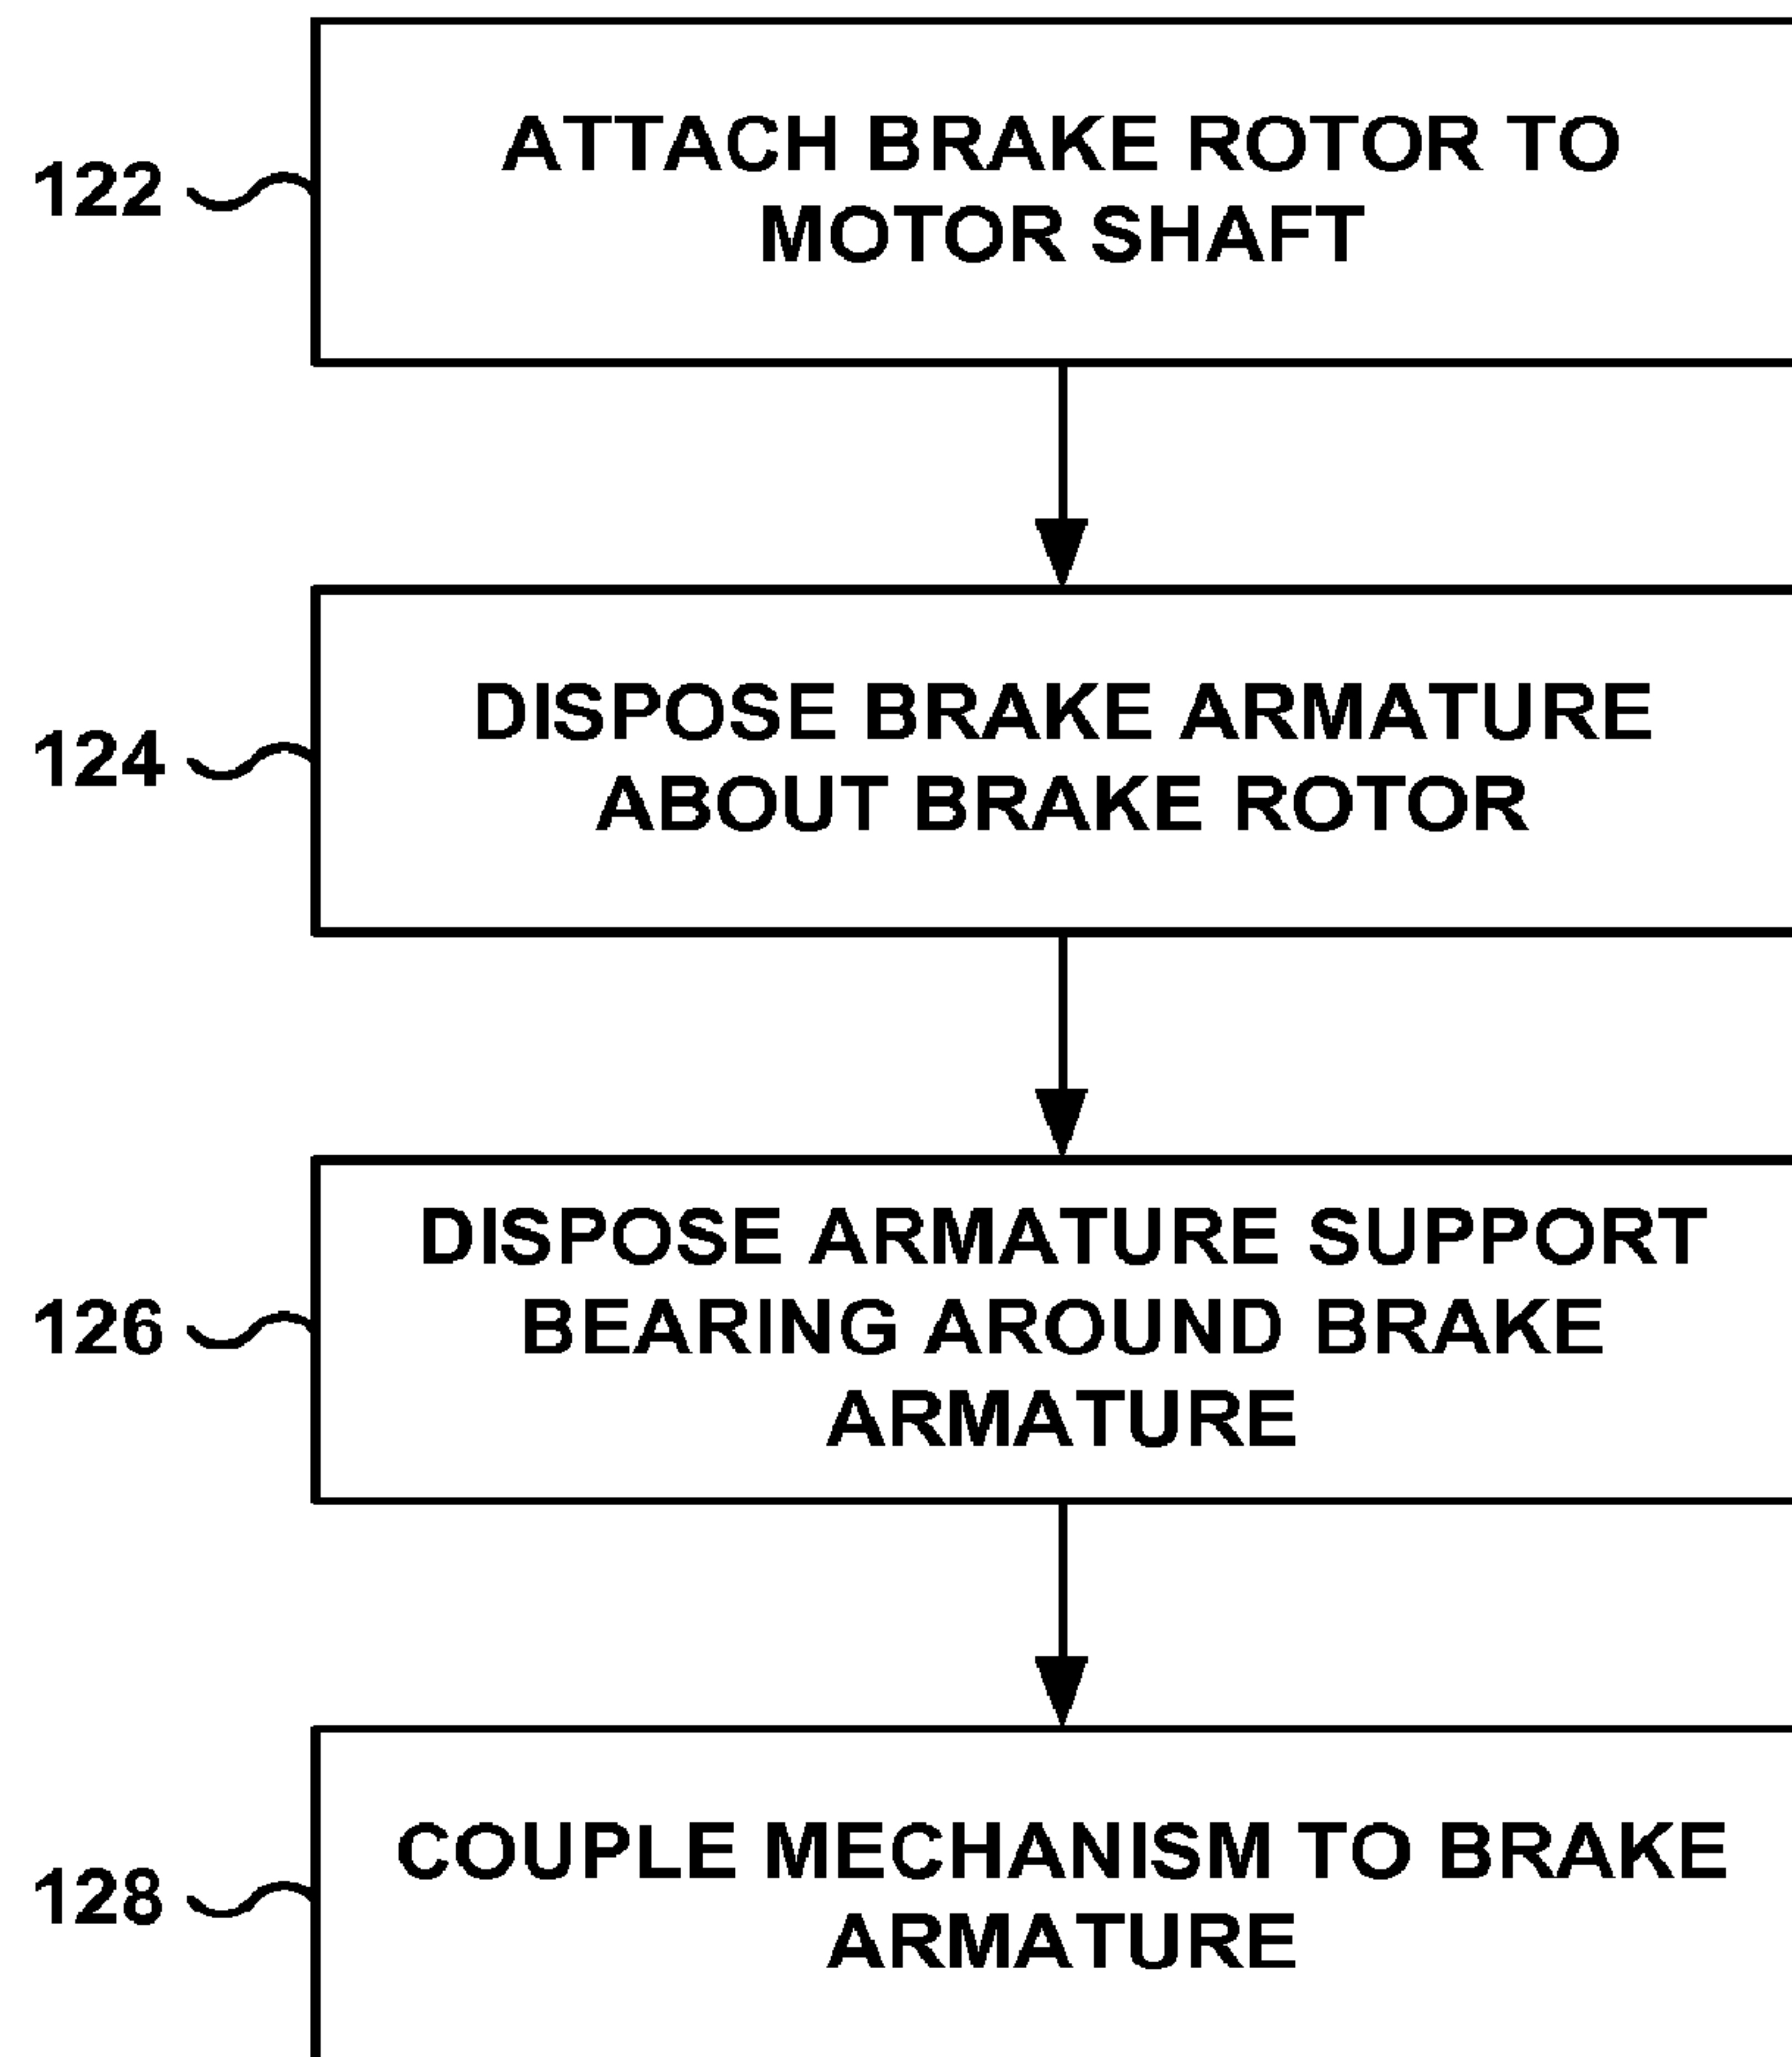 122
ATTACH BRAKE ROTOR TO
MOTOR SHAFT
124
DISPOSE BRAKE ARMATURE
ABOUT BRAKE ROTOR
126
DISPOSE ARMATURE SUPPORT
BEARING AROUND BRAKE
ARMATURE
128
COUPLE MECHANISM TO BRAKE
ARMATURE